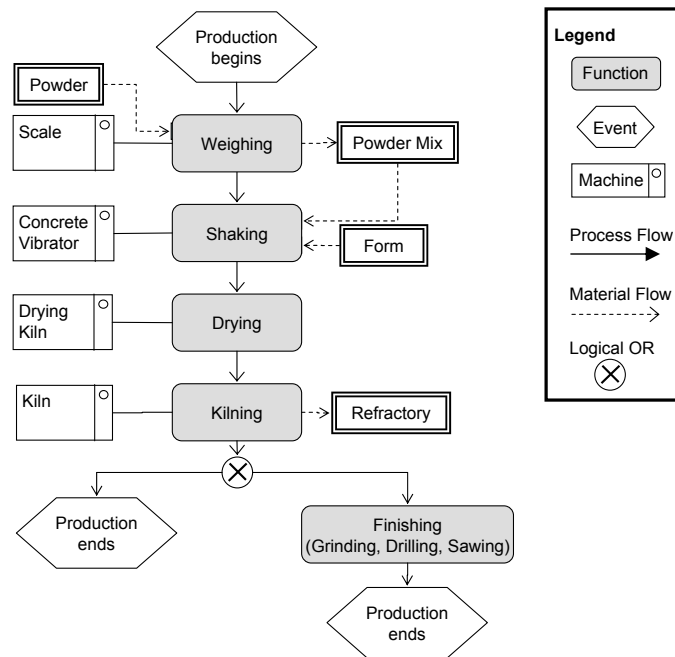 Production
begins
Powder
Scale
Weighing
Powder Mix
Concrete
Vibrator
Shaking
Form
Drying
Kiln
Drying
Kiln
Kilning
Refractory
Production
ends
Finishing
(Grinding, Drilling, Sawing)
Production
ends
Legend
Function
Event
Machine
Process Flow
Material Flow
Logical OR